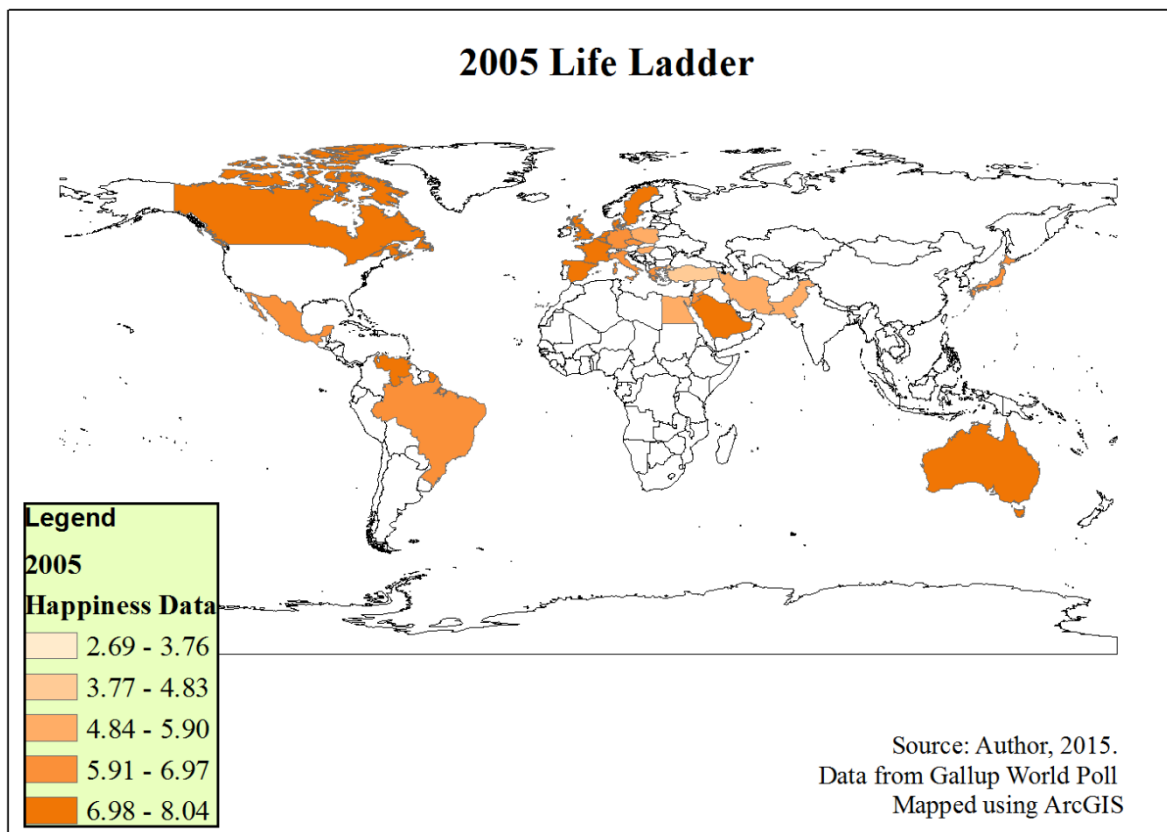 2005 Life Ladder
Legend
2005
Happiness Data
2.69 - 3.76
3.77 - 4.83
4.84 - 5.90
5.91 - 6.97
6.98 - 8.04
Source: Author, 2015.
Data from Gallup World Poll
Mapped using ArcGIS